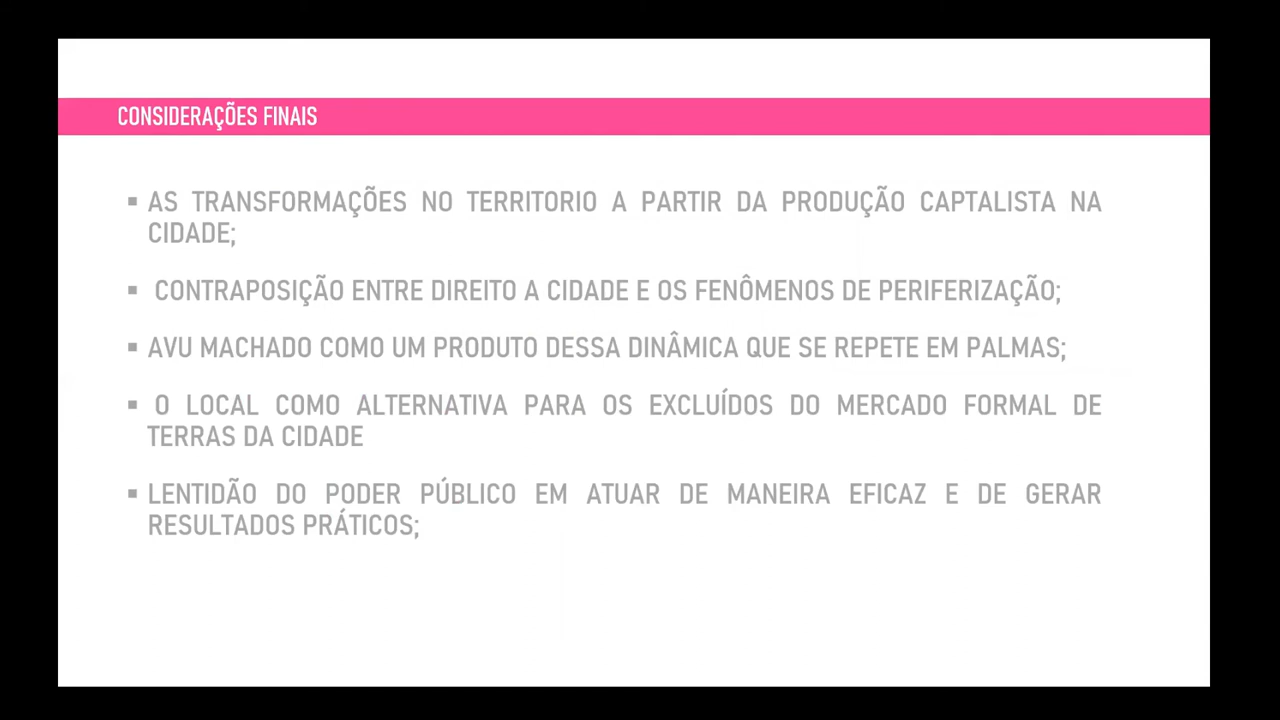 CONSIDERAÇÕES FINAIS
▪ AS TRANSFORMAÇÕES NO TERRITORIO A PARTIR DA PRODUÇÃO CAPTALISTA NA
CIDADE;
▪ CONTRAPOSIÇÃO ENTRE DIREITO A CIDADE E OS FENÔMENOS DE PERIFERIZAÇÃO;
▪ AVU MACHADO COMO UM PRODUTO DESSA DINÂMICA QUE SE REPETE EM PALMAS;
▪ O LOCAL COMO ALTERNATIVA PARA OS EXCLUÍDOS DO MERCADO FORMAL DE
TERRAS DA CIDADE
▪ LENTIDÃO DO PODER PÚBLICO EM ATUAR DE MANEIRA EFICAZ E DE GERAR
RESULTADOS PRÁTICOS;